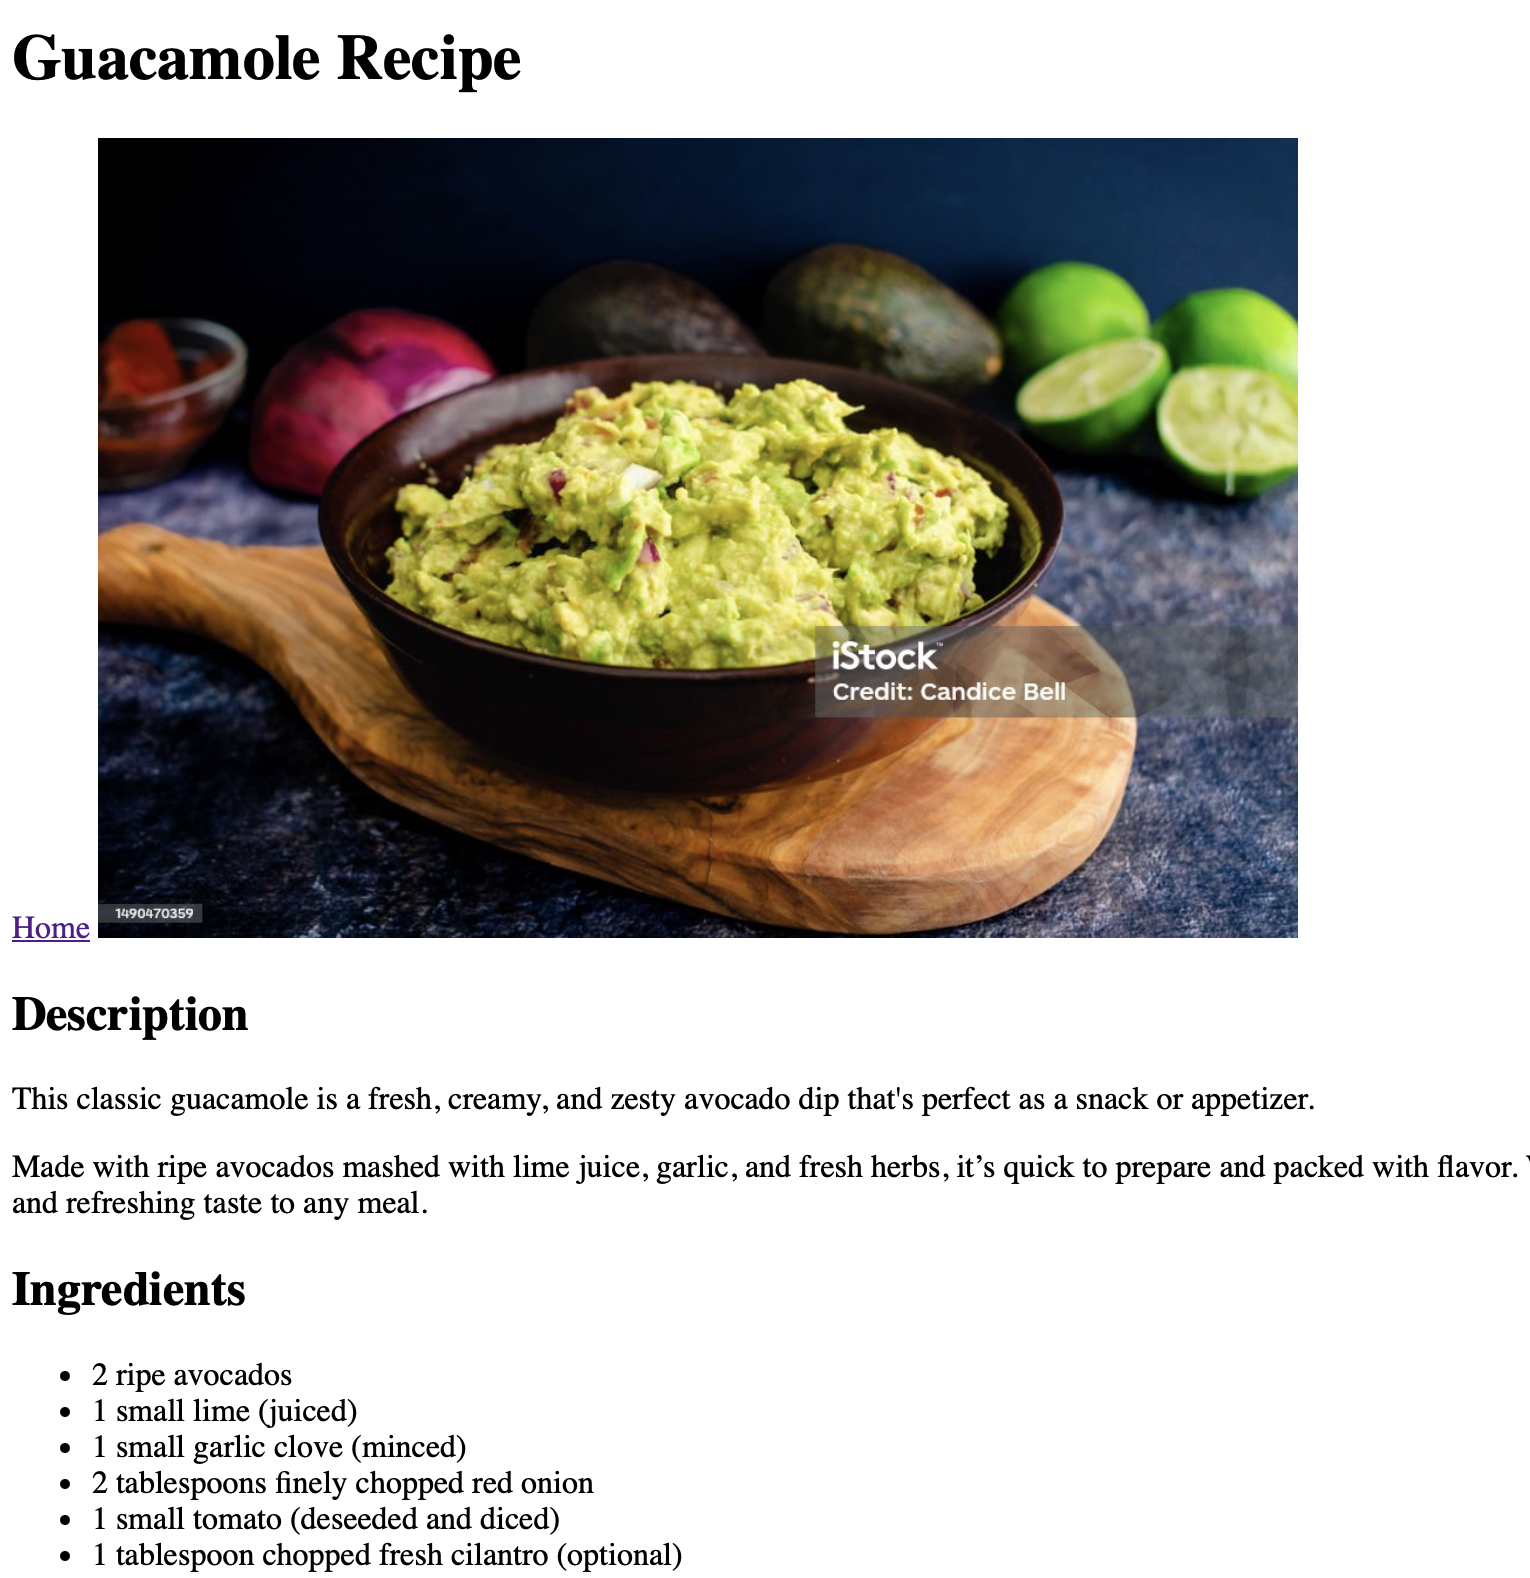 Guacamole Recipe
iStock™
Credit: Candice Bell
1490470359
Home
Description
This classic guacamole is a fresh, creamy, and zesty avocado dip that's perfect as a snack or appetizer.
Made with ripe avocados mashed with lime juice, garlic, and fresh herbs, it’s quick to prepare and packed with flavor.
and refreshing taste to any meal.
Ingredients
• 2 ripe avocados
• 1 small lime (juiced)
• 1 small garlic clove (minced)
• 2 tablespoons finely chopped red onion
• 1 small tomato (deseeded and diced)
• 1 tablespoon chopped fresh cilantro (optional)